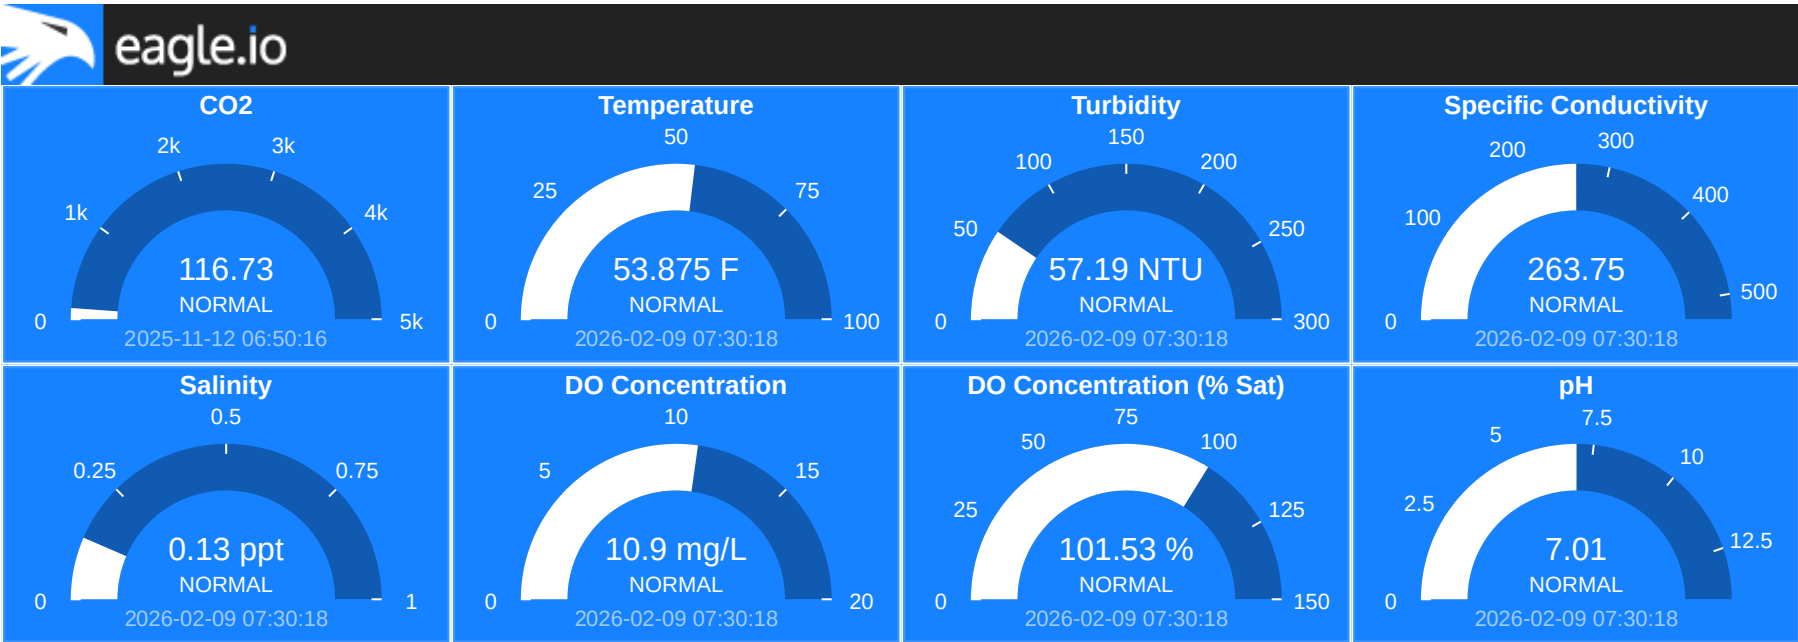 eagle.io
CO2
0
1k
2k
3k
4k
5k
116.73
NORMAL
2025-11-12 06:50:16
Temperature
0
25
50
75
100
53.875 F
NORMAL
2026-02-09 07:30:18
Turbidity
0
50
100
150
200
250
300
57.19 NTU
NORMAL
2026-02-09 07:30:18
Specific Conductivity
0
100
200
300
400
500
263.75
NORMAL
2026-02-09 07:30:18
Salinity
0
0.25
0.5
0.75
1
0.13 ppt
NORMAL
2026-02-09 07:30:18
DO Concentration
0
5
10
15
20
10.9 mg/L
NORMAL
2026-02-09 07:30:18
DO Concentration (% Sat)
0
25
50
75
100
125
150
101.53 %
NORMAL
2026-02-09 07:30:18
pH
0
2.5
5
7.5
10
12.5
7.01
NORMAL
2026-02-09 07:30:18